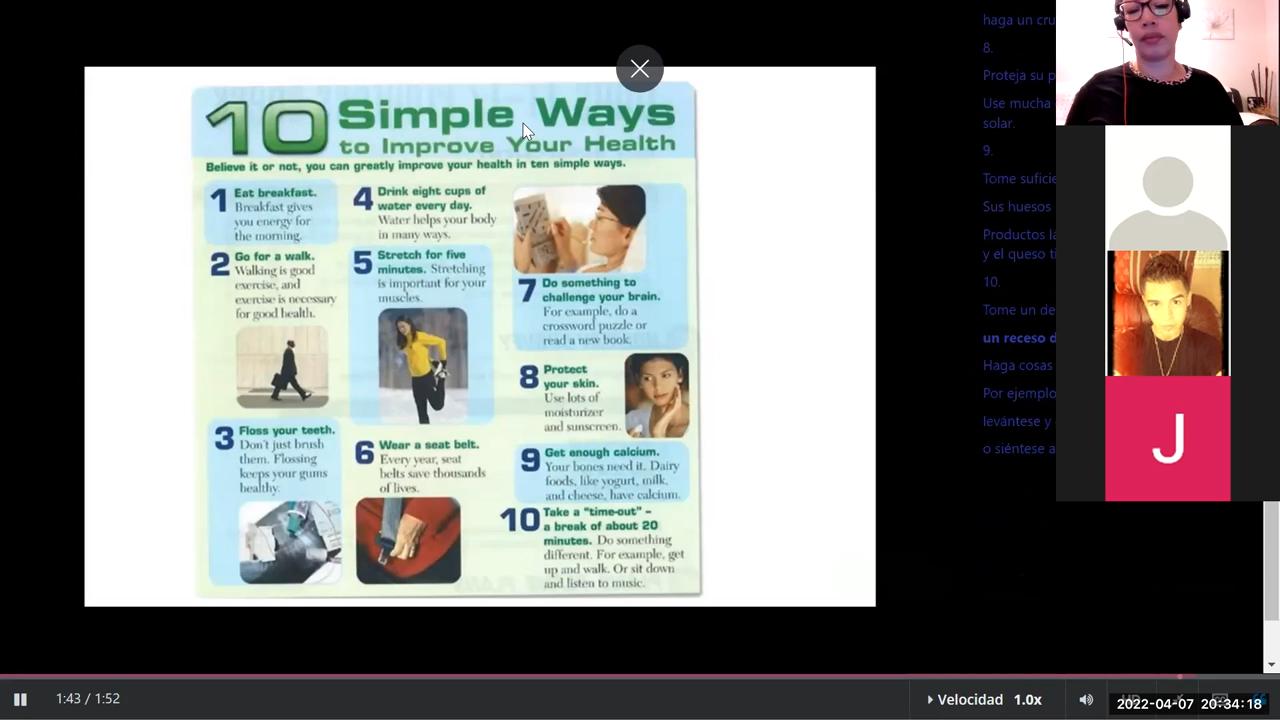 10 Simple Ways
to Improve Your Health
Believe it or not, you can greatly improve your health in ten simple ways.
1 Eat breakfast.
Breakfast gives
you energy for
the morning.
2 Go for a walk.
Walking is good
exercise, and
exercise is necessary
for good health.
3 Floss your teeth.
Don't just brush
them. Flossing
keeps your gums
healthy.
4 Drink eight cups of
water every day.
Water helps your body
in many ways.
5 Stretch for five
minutes. Stretching
is important for your
muscles.
6 Wear a seat belt.
Every year, seat
belts save thousands
of lives.
7 Do something to
challenge your brain.
For example, do a
crossword puzzle or
read a new book.
8 Protect
your skin.
Use lots of
moisturizer
and sunscreen.
9 Get enough calcium.
Your bones need it. Dairy
foods, like yogurt, milk,
and cheese, have calcium.
10 Take a "time-out" –
a break of about 20
minutes. Do something
different. For example, get
up and walk. Or sit down
and listen to music.
haga un
8.
Proteja su
Use mucha
solar.
9.
Tome
Sus huesos
Productos
y el queso
10.
Tome un
un receso
Haga cosas
Por ejemplo
levántese y
o siéntese
J
1:43 / 1:52
Velocidad 1.0x
2022-04-07 20:34:18